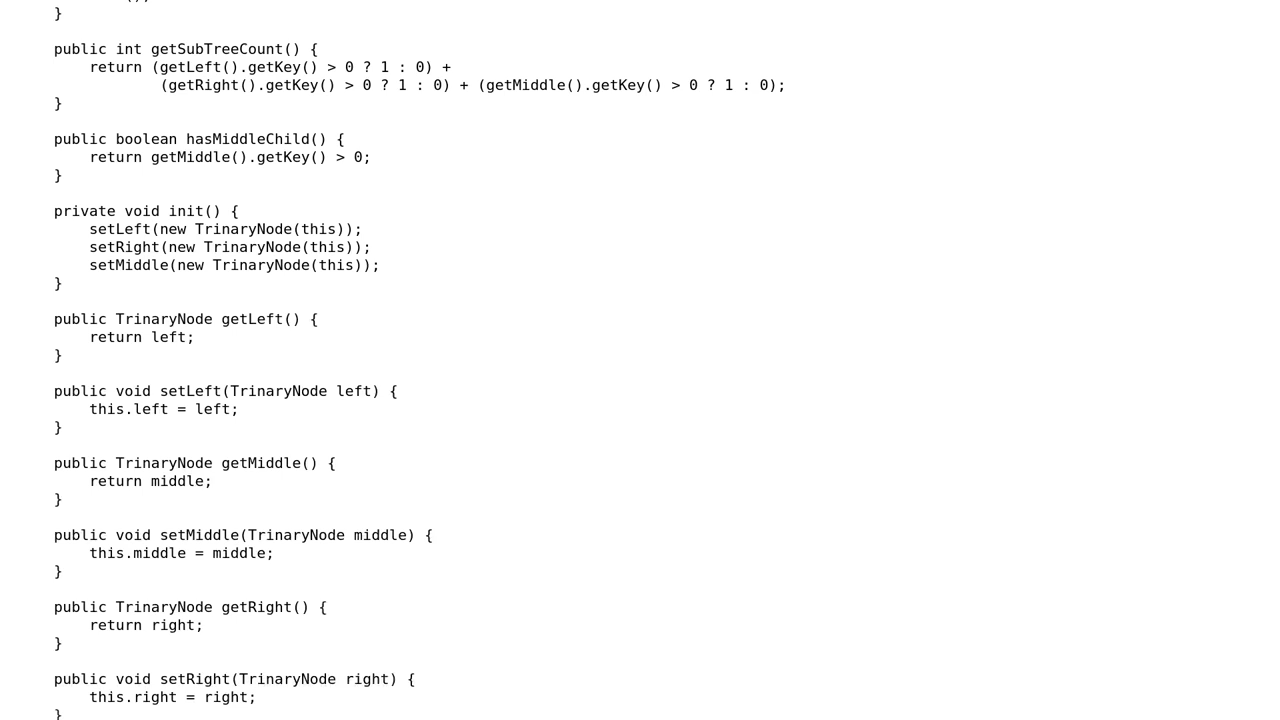 }
public int getSubTreeCount() {
return (getLeft().getKey() > 0 ? 1 : 0) +
(getRight().getKey() > 0 ? 1 : 0) + (getMiddle().getKey() > 0 ? 1 : 0);
}
public boolean hasMiddleChild() {
return getMiddle().getKey() > 0;
}
private void init() {
setLeft(new TrinaryNode(this));
setRight(new TrinaryNode(this));
setMiddle(new TrinaryNode(this));
}
public TrinaryNode getLeft() {
return left;
}
public void setLeft(TrinaryNode left) {
this.left = left;
}
public TrinaryNode getMiddle() {
return middle;
}
public void setMiddle(TrinaryNode middle) {
this.middle = middle;
}
public TrinaryNode getRight() {
return right;
}
public void setRight(TrinaryNode right) {
this.right = right;
}